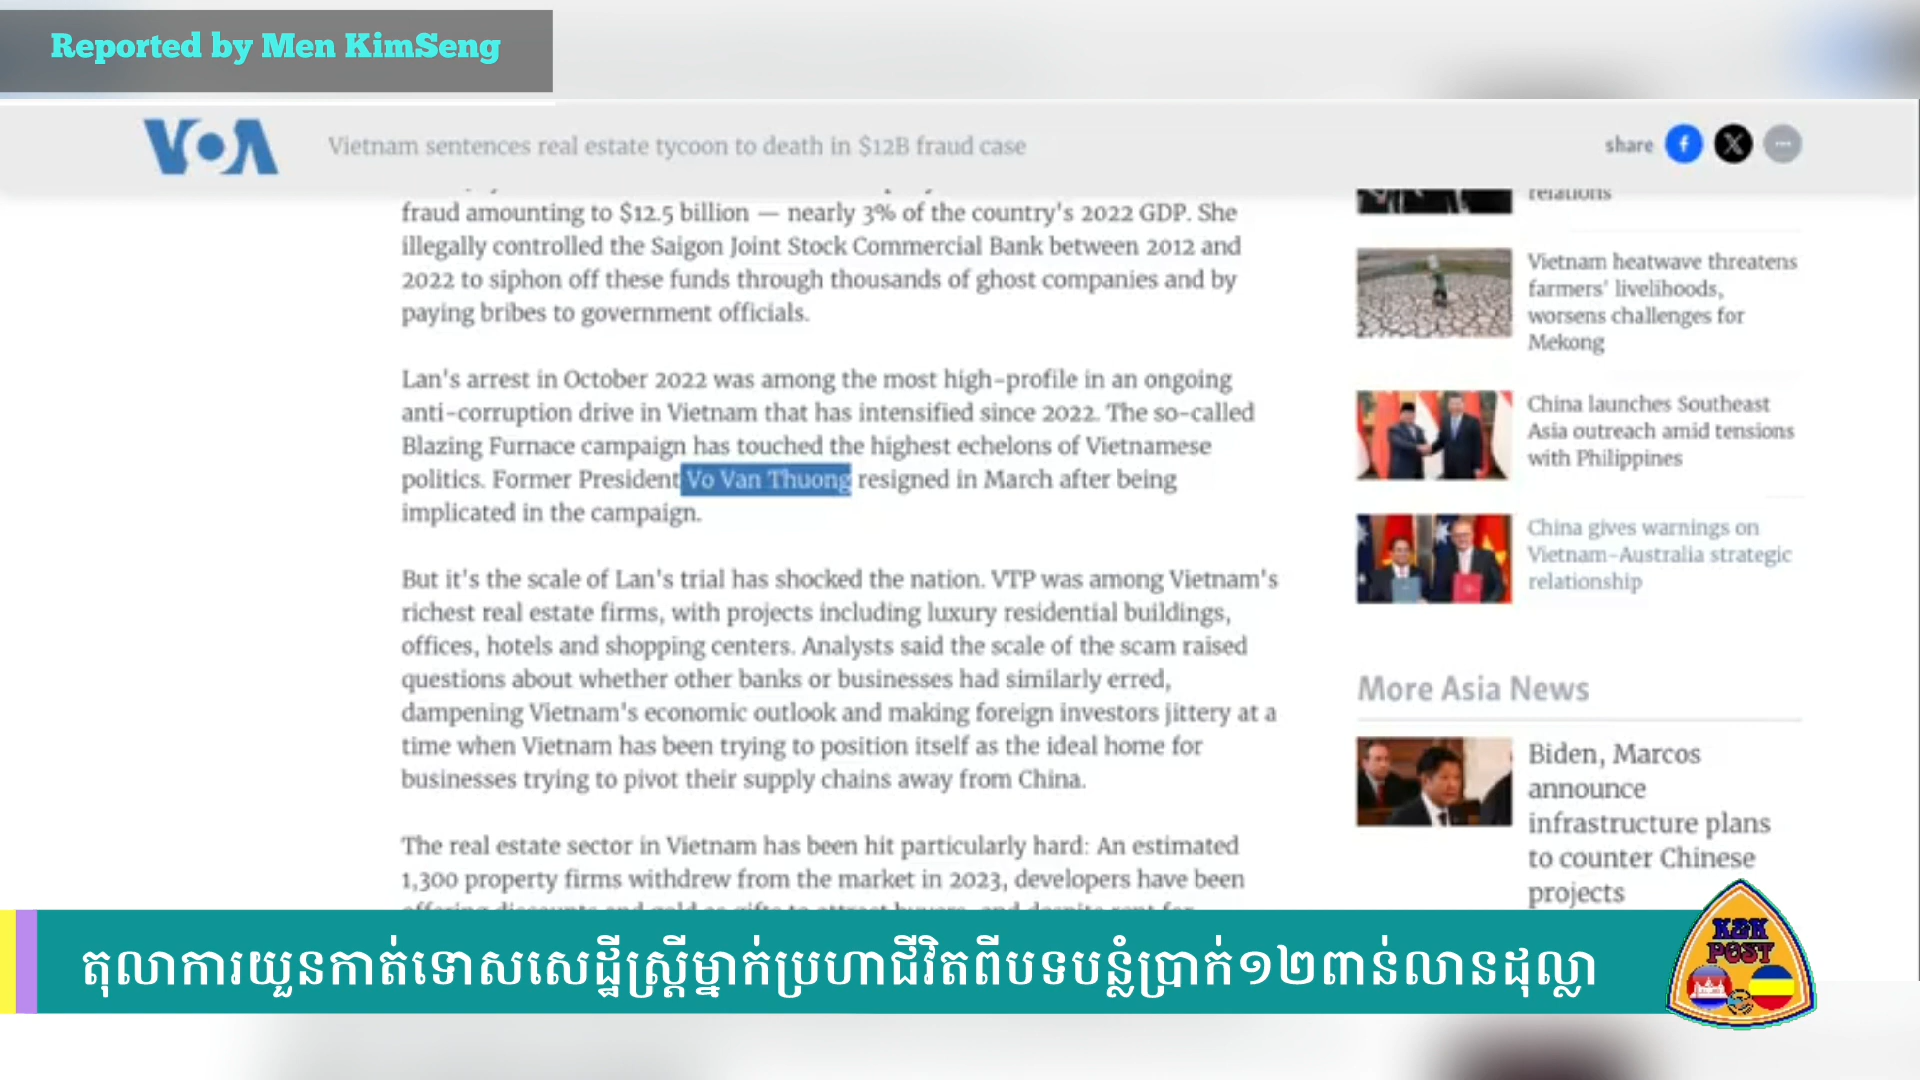 Reported by Men KimSeng
VOA
Vietnam sentences real estate tycoon to death in $12B fraud case
share
fraud amounting to $12.5 billion — nearly 3% of the country's 2022 GDP. She
illegally controlled the Saigon Joint Stock Commercial Bank between 2012 and
2022 to siphon off these funds through thousands of ghost companies and by
paying bribes to government officials.
Lan's arrest in October 2022 was among the most high-profile in an ongoing
anti-corruption drive in Vietnam that has intensified since 2022. The so-called
Blazing Furnace campaign has touched the highest echelons of Vietnamese
politics. Former President Vo Van Thuong resigned in March after being
implicated in the campaign.
But it's the scale of Lan's trial has shocked the nation. VTP was among Vietnam's
richest real estate firms, with projects including luxury residential buildings,
offices, hotels and shopping centers. Analysts said the scale of the scam raised
questions about whether other banks or businesses had similarly erred,
dampening Vietnam's economic outlook and making foreign investors jittery at a
time when Vietnam has been trying to position itself as the ideal home for
businesses trying to pivot their supply chains away from China.
The real estate sector in Vietnam has been hit particularly hard: An estimated
1,300 property firms withdrew from the market in 2023, developers have been
relations
Vietnam heatwave threatens
farmers' livelihoods,
worsens challenges for
Mekong
China launches Southeast
Asia outreach amid tensions
with Philippines
China gives warnings on
Vietnam-Australia strategic
relationship
More Asia News
Biden, Marcos
announce
infrastructure plans
to counter Chinese
projects
តុលាការយួនកាត់ទោសសេដ្ឋីស្ត្រីម្នាក់ប្រហារជីវិតពីបទបន្លំប្រាក់១២ពាន់លានដុល្លា
K&K
POST